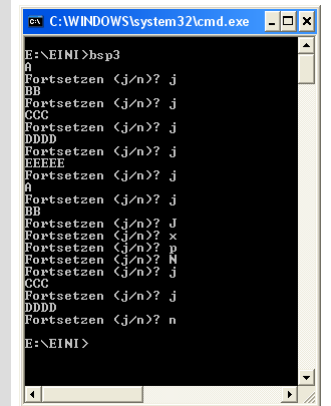 C:\WINDOWS\system32\cmd.exe
E:\EINI>bsp3
A
Fortsetzen (j/n)? j
BB
Fortsetzen (j/n)? j
CCC
Fortsetzen (j/n)? j
DDDD
Fortsetzen (j/n)? j
EEEEE
Fortsetzen (j/n)? j
A
Fortsetzen (j/n)? j
BB
Fortsetzen (j/n)? J
Fortsetzen (j/n)? x
Fortsetzen (j/n)? p
Fortsetzen (j/n)? N
Fortsetzen (j/n)? j
CCC
Fortsetzen (j/n)? j
DDDD
Fortsetzen (j/n)? n
E:\EINI>